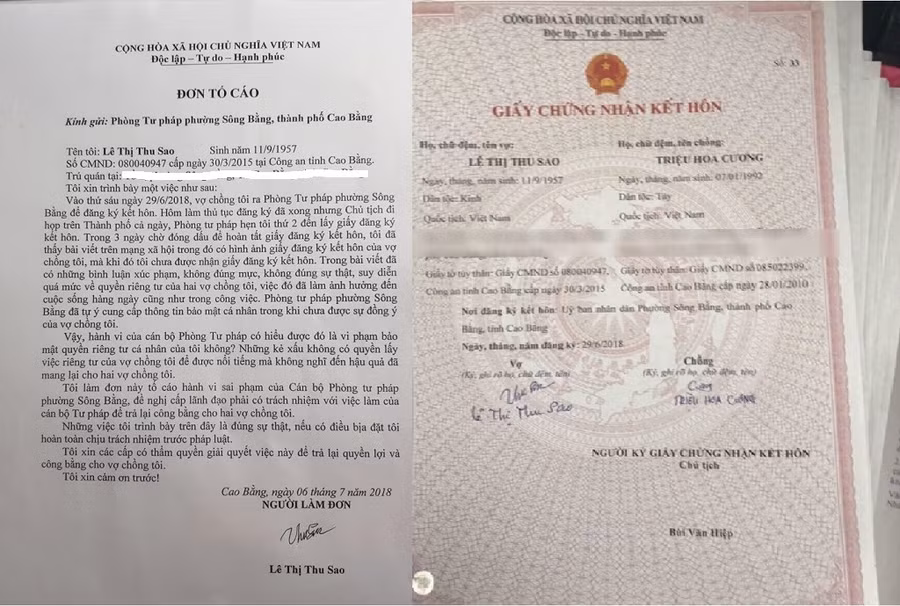 CỘNG HÒA XÃ HỘI CHỦ NGHĨA VIỆT NAM
Độc lập – Tự do – Hạnh phúc
ĐƠN TỐ CÁO
Kính gửi: Phòng Tư pháp phường Sông Bằng, thành phố Cao Bằng
Tên tôi: Lê Thị Thu Sao Sinh năm 11/9/1957
Số CMND: 080040947 cấp ngày 30/3/2015 tại Công an tỉnh Cao Bằng.
Trú quán tại:
Tôi xin trình bày một việc như sau:
Vào thứ sáu ngày 29/6/2018, vợ chồng tôi ra Phòng Tư pháp phường Sông
Bằng để đăng ký kết hôn. Hôm làm thủ tục đăng ký đã xong nhưng Chủ tịch đi
họp trên Thành phố cả ngày, Phòng tư pháp hẹn tôi thứ 2 đến lấy giấy đăng ký
kết hôn. Trong 3 ngày chờ đóng dấu để hoàn tất giấy đăng ký kết hôn, tôi đã
thấy bài viết trên mạng xã hội trong đó có hình ảnh giấy đăng ký kết hôn của vợ
chồng tôi, mà khi đó tôi chưa được nhận giấy đăng ký kết hôn. Trong bài viết đã
có những bình luận xúc phạm, không đúng mực, không đúng sự thật, suy diễn
quá mức về quyền riêng tư của hai vợ chồng tôi, việc đó đã làm ảnh hưởng đến
cuộc sống hàng ngày cũng như trong công việc. Phòng tư pháp phường Sông
Bằng đã tự ý cung cấp thông tin bảo mật cá nhân trong khi chưa được sự đồng ý
của vợ chồng tôi.
Vậy, hành vi của cán bộ Phòng Tư pháp có hiểu được đó là vi phạm bảo
mật quyền riêng tư cá nhân của tôi không? Những kẻ xấu không có quyền lấy
việc riêng tư của vợ chồng tôi để được nổi tiếng mà không nghĩ đến hậu quả đã
mang lại cho hai vợ chồng tôi.
Tôi làm đơn này tố cáo hành vi sai phạm của Cán bộ Phòng tư pháp
phường Sông Bằng, đề nghị cấp lãnh đạo phải có trách nhiệm với việc làm của
cán bộ Tư pháp để trả lại công bằng cho hai vợ chồng tôi.
Những việc tôi trình bày trên đây là đúng sự thật, nếu có điều bịa đặt tôi
hoàn toàn chịu trách nhiệm trước pháp luật.
Tôi xin các cấp có thẩm quyền giải quyết việc này để trả lại quyền lợi và
công bằng cho vợ chồng tôi.
Tôi xin cảm ơn trước!
Cao Bằng, ngày 06 tháng 7 năm 2018
NGƯỜI LÀM ĐƠN
Lê Thị Thu Sao
CỘNG HÒA XÃ HỘI CHỦ NGHĨA VIỆT NAM
Độc lập - Tự do - Hạnh phúc
Số 33
GIẤY CHỨNG NHẬN KẾT HÔN
Họ, chữ đệm, tên vợ: Họ, chữ đệm, tên chồng:
LÊ THỊ THU SAO TRIỆU HOA CƯƠNG
Ngày, tháng, năm sinh: 11/9/1957 Ngày, tháng, năm sinh: 07/01/1992
Dân tộc: Kinh Dân tộc: Tày
Quốc tịch: Việt Nam Quốc tịch: Việt Nam
Giấy tờ tùy thân: Giấy CMND số 080040947, Giấy tờ tùy thân: Giấy CMND số 085022399,
Công an tỉnh Cao Bằng cấp ngày 30/3/2015 Công an tỉnh Cao Bằng cấp ngày 28/01/2010
Nơi đăng ký kết hôn: Uỷ ban nhân dân Phường Sông Bằng, thành phố Cao
Bằng, tỉnh Cao Bằng
Ngày, tháng, năm đăng ký: 29/6/2018
Vợ Chồng
(Ký, ghi rõ họ, chữ đệm, tên) (Ký, ghi rõ họ, chữ đệm, tên)
Lê Thị Thu Sao TRIỆU HOA CƯƠNG
NGƯỜI KÝ GIẤY CHỨNG NHẬN KẾT HÔN
Chủ tịch
Bùi Văn Hiệp